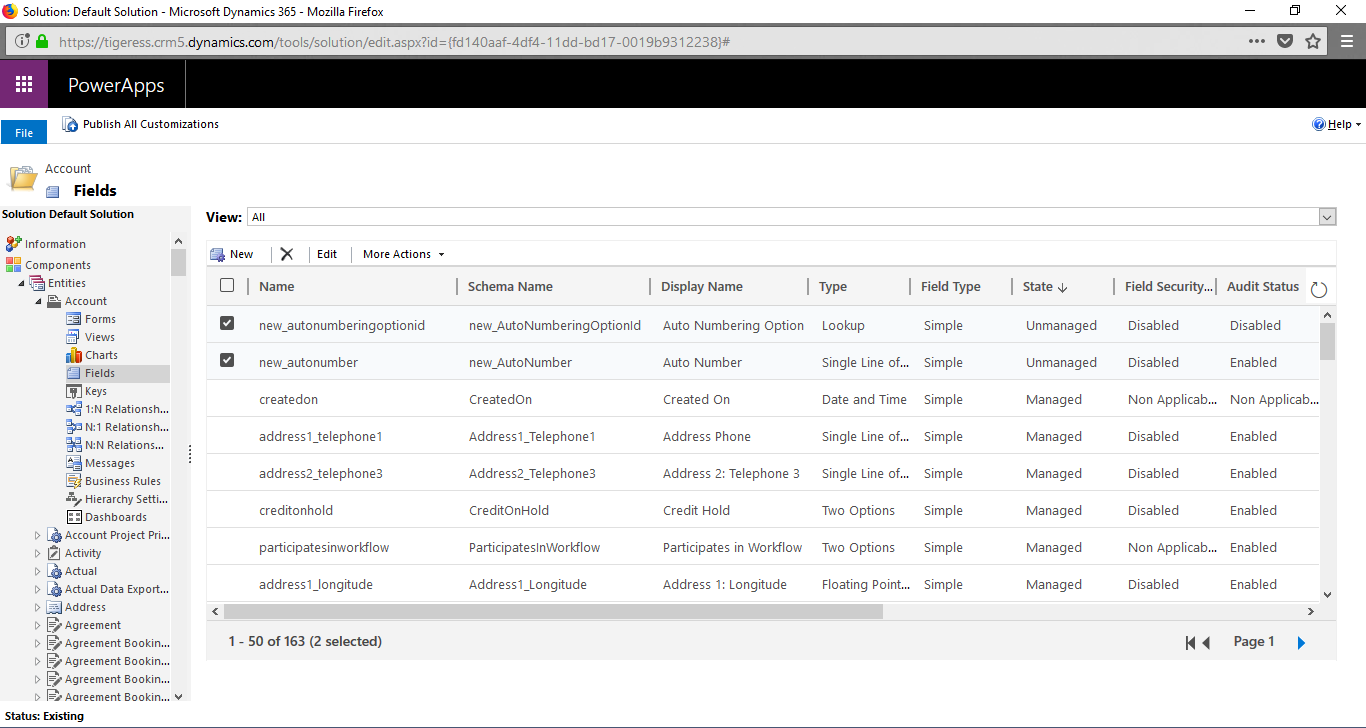 Solution: Default Solution - Microsoft Dynamics 365 - Mozilla Firefox
https://tigeress.crm5.dynamics.com/tools/solution/edit.aspx?id={fd140aaf-4df4-11dd-bd17-0019b9312238}#
PowerApps
File
Publish All Customizations
Help
Account
Fields
Solution Default Solution
Information
Components
Entities
Account
Forms
Views
Charts
Fields
Keys
1:N Relationsh...
N:1 Relationsh...
N:N Relations...
Messages
Business Rules
Hierarchy Setti...
Dashboards
Account Project Pri...
Activity
Actual
Actual Data Export...
Address
Agreement
Agreement Bookin...
Agreement Bookin...
Agreement Bookin...
Agreement Bookin...
View: All
New Edit More Actions
Name Schema Name Display Name Type Field Type State Field Security... Audit Status
new_autonumberingoptionid new_AutoNumberingOptionId Auto Numbering Option Lookup Simple Unmanaged Disabled Disabled
new_autonumber new_AutoNumber Auto Number Single Line of... Simple Unmanaged Disabled Enabled
createdon CreatedOn Created On Date and Time Simple Managed Non Applicab... Non Applicab...
address1_telephone1 Address1_Telephone1 Address Phone Single Line of... Simple Managed Disabled Enabled
address2_telephone3 Address2_Telephone3 Address 2: Telephone 3 Single Line of... Simple Managed Disabled Enabled
creditonhold CreditOnHold Credit Hold Two Options Simple Managed Disabled Enabled
participatesinworkflow ParticipatesInWorkflow Participates in Workflow Two Options Simple Managed Non Applicab... Enabled
address1_longitude Address1_Longitude Address 1: Longitude Floating Point... Simple Managed Disabled Enabled
1 - 50 of 163 (2 selected)
Page 1
Status: Existing